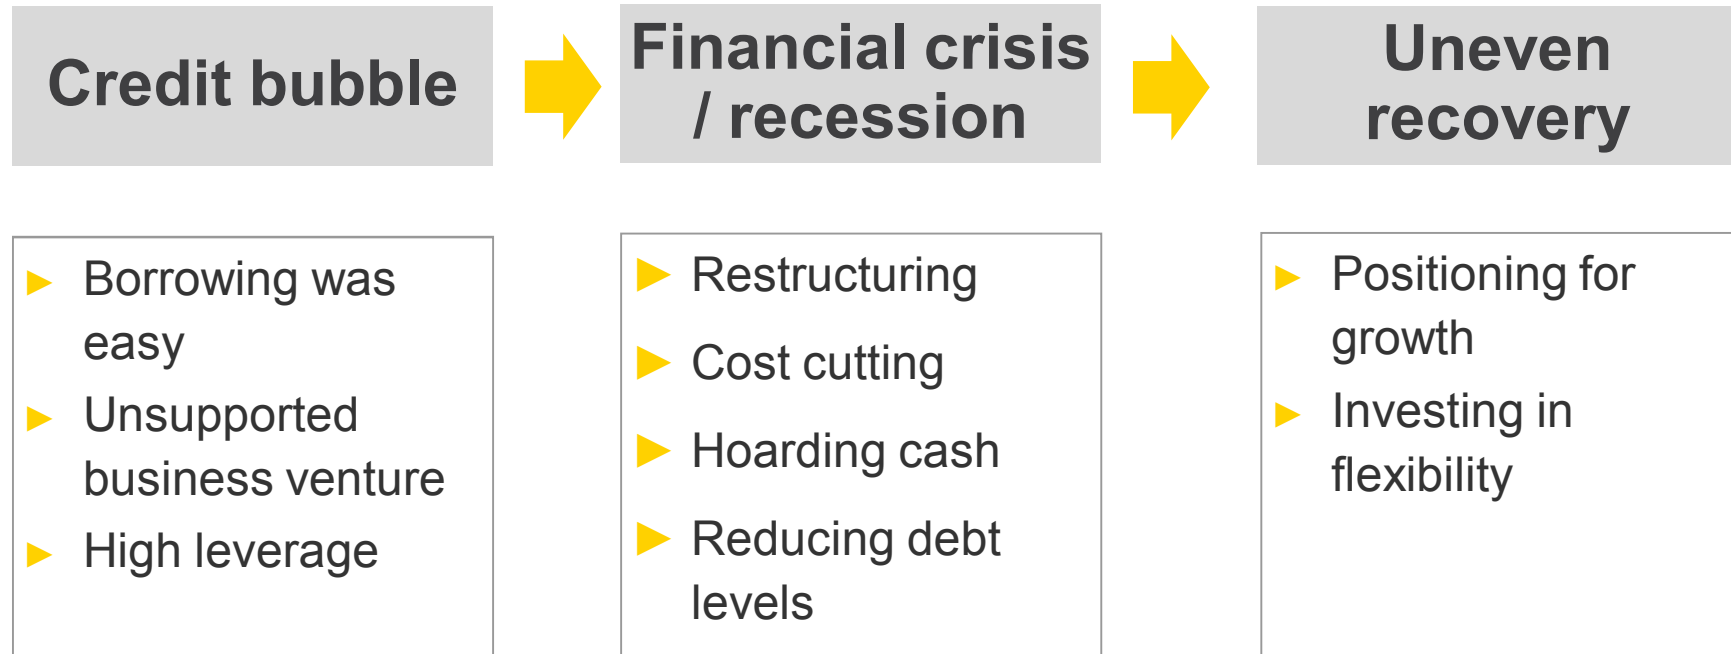 Credit bubble
Financial crisis
/ recession
Uneven
recovery
Borrowing was
easy
Unsupported
business venture
High leverage
Restructuring
Cost cutting
Hoarding cash
Reducing debt
levels
Positioning for
growth
Investing in
flexibility